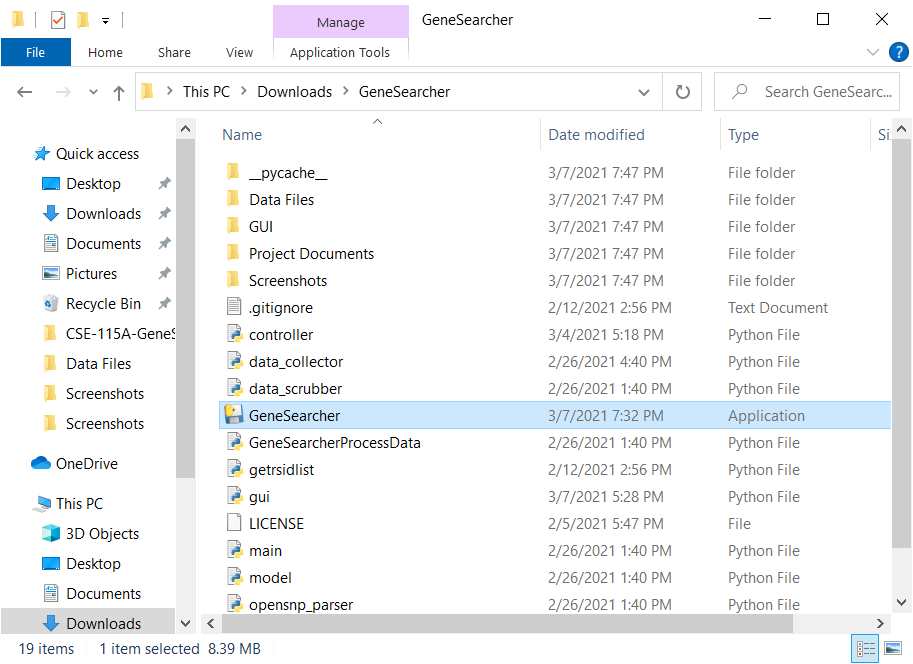 Manage
GeneSearcher
File
Home
Share
View
Application Tools
?
This PC
Downloads
GeneSearcher
Search GeneSearc...
Quick access
Desktop
Downloads
Documents
Pictures
Recycle Bin
CSE-115A-GeneS
Data Files
Screenshots
Screenshots
OneDrive
This PC
3D Objects
Desktop
Documents
Downloads
Name Date modified Type Si
__pycache__ 3/7/2021 7:47 PM File folder
Data Files 3/7/2021 7:47 PM File folder
GUI 3/7/2021 7:47 PM File folder
Project Documents 3/7/2021 7:47 PM File folder
Screenshots 3/7/2021 7:47 PM File folder
.gitignore 2/12/2021 2:56 PM Text Document
controller 3/4/2021 5:18 PM Python File
data_collector 2/26/2021 4:40 PM Python File
data_scrubber 2/26/2021 1:40 PM Python File
GeneSearcher 3/7/2021 7:32 PM Application
GeneSearcherProcessData 2/26/2021 1:40 PM Python File
getrsidlist 2/12/2021 2:56 PM Python File
gui 3/7/2021 5:28 PM Python File
LICENSE 2/5/2021 5:47 PM File
main 2/26/2021 1:40 PM Python File
model 2/26/2021 1:40 PM Python File
opensnp_parser 2/26/2021 1:40 PM Python File
19 items 1 item selected 8.39 MB